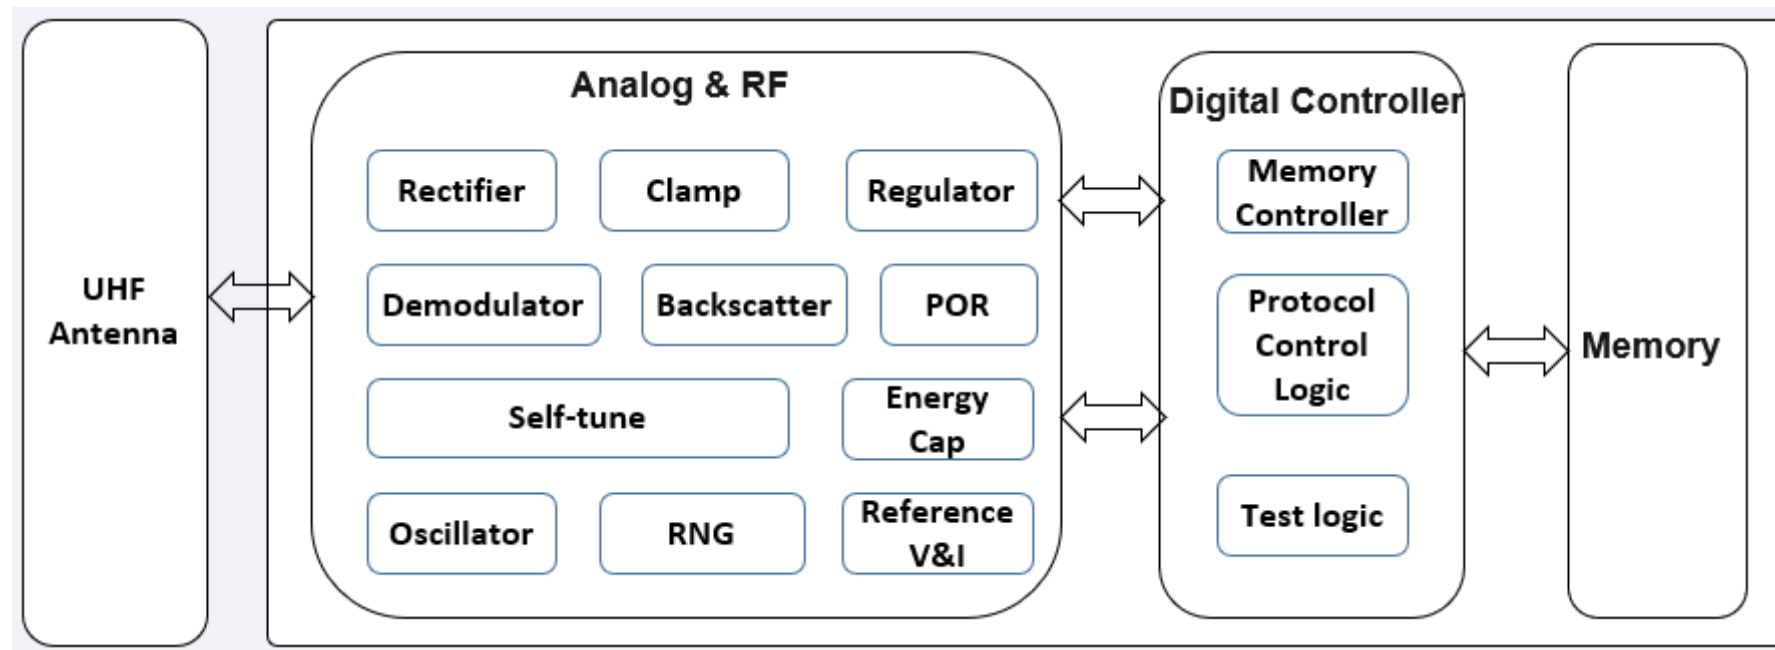 UHF
Antenna
Analog & RF
Rectifier
Clamp
Regulator
Demodulator
Backscatter
POR
Self-tune
Energy
Cap
Oscillator
RNG
Reference
V&I
Digital Controller
Memory
Controller
Protocol
Control
Logic
Test logic
Memory